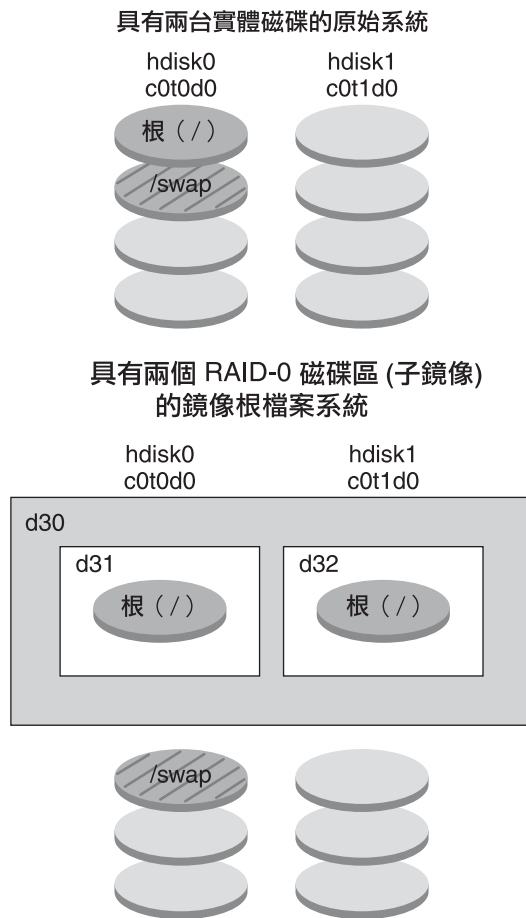 具有兩台實體磁碟的原始系統
hdisk0
c0t0d0
hdisk1
c0t1d0
根（/）
/swap
具有兩個 RAID-0 磁碟區 (子鏡像)
的鏡像根檔案系統
hdisk0
c0t0d0
hdisk1
c0t1d0
d30
d31
d32
根（/）
根（/）
/swap